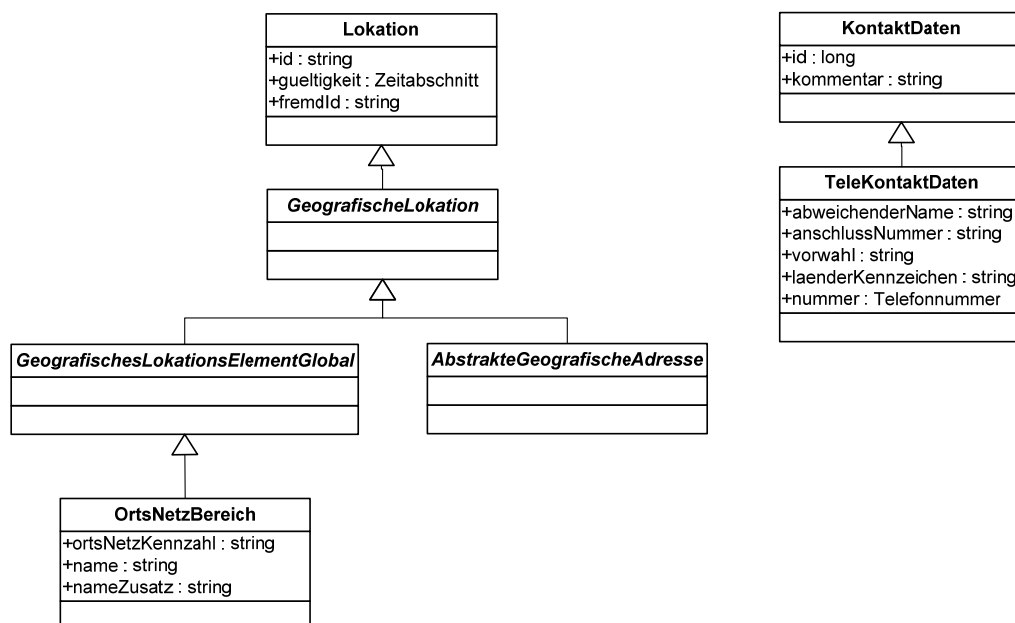 Lokation
+id : string
+gueltigkeit : Zeitabschnitt
+fremdId : string
GeografischeLokation
GeografischesLokationsElementGlobal
AbstrakteGeografischeAdresse
OrtsNetzBereich
+ortsNetzKennzahl : string
+name : string
+nameZusatz : string
KontaktDaten
+id : long
+kommentar : string
TeleKontaktDaten
+abweichenderName : string
+anschlussNummer : string
+vorwahl : string
+laenderKennzeichen : string
+nummer : Telefonnummer